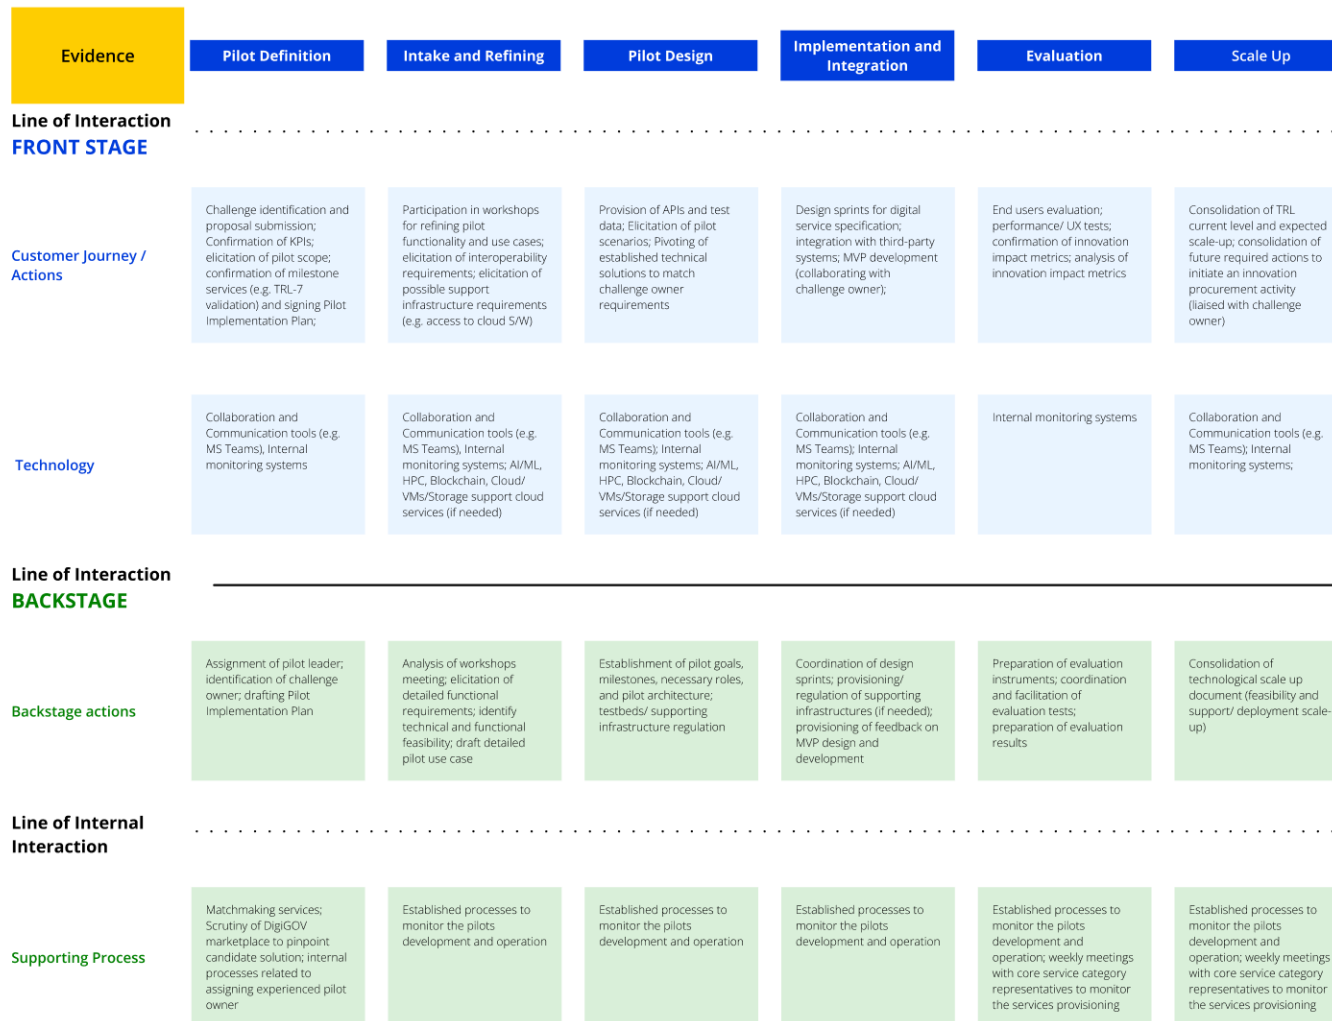 Evidence
Pilot Definition
Intake and Refining
Pilot Design
Implementation and
Integration
Evaluation
Scale Up
Line of Interaction
FRONT STAGE
Customer Journey /
Actions
Challenge identification and
proposal submission;
Confirmation of KPIs;
elicitation of pilot scope;
confirmation of milestone
services (e.g. TRL-7
validation) and signing Pilot
Implementation Plan;
Participation in workshops
for refining pilot
functionality and use cases;
elicitation of interoperability
requirements; elicitation of
possible support
infrastructure requirements
(e.g. access to cloud S/W)
Provision of APIs and test
data; Elicitation of pilot
scenarios; Pivoting of
established technical
solutions to match
challenge owner
requirements
Design sprints for digital
service specification;
integration with third-party
systems; MVP development
(collaborating with
challenge owner);
End users evaluation;
performance/ UX tests;
confirmation of innovation
impact metrics; analysis of
innovation impact metrics
Consolidation of TRL
current level and expected
scale-up; consolidation of
future required actions to
initiate an innovation
procurement activity
(liaised with challenge
owner)
Technology
Collaboration and
Communication tools (e.g.
MS Teams), Internal
monitoring systems
Collaboration and
Communication tools (e.g.
MS Teams), Internal
monitoring systems; AI/ML,
HPC, Blockchain, Cloud/
VMs/Storage support cloud
services (if needed)
Collaboration and
Communication tools (e.g.
MS Teams); Internal
monitoring systems; AI/ML,
HPC, Blockchain, Cloud/
VMs/Storage support cloud
services (if needed)
Collaboration and
Communication tools (e.g.
MS Teams); Internal
monitoring systems; AI/ML,
HPC, Blockchain, Cloud/
VMs/Storage support cloud
services (if needed)
Internal monitoring systems
Collaboration and
Communication tools (e.g.
MS Teams); Internal
monitoring systems;
Line of Interaction
BACKSTAGE
Backstage actions
Assignment of pilot leader;
identification of challenge
owner; drafting Pilot
Implementation Plan
Analysis of workshops
meeting; elicitation of
detailed functional
requirements; identify
technical and functional
feasibility; draft detailed
pilot use case
Establishment of pilot goals,
milestones, necessary roles,
and pilot architecture;
testbeds/ supporting
infrastructure regulation
Coordination of design
sprints; provisioning/
regulation of supporting
infrastructures (if needed);
provisioning of feedback on
MVP design and
development
Preparation of evaluation
instruments; coordination
and facilitation of
evaluation tests;
preparation of evaluation
results
Consolidation of
technological scale up
document (feasibility and
support/ deployment scale-
up)
Line of Internal
Interaction
Supporting Process
Matchmaking services;
Scrutiny of DigiGOV
marketplace to pinpoint
candidate solution; internal
processes related to
assigning experienced pilot
owner
Established processes to
monitor the pilots
development and operation
Established processes to
monitor the pilots
development and operation
Established processes to
monitor the pilots
development and operation
Established processes to
monitor the pilots
development and
operation; weekly meetings
with core service category
representatives to monitor
the services provisioning
Established processes to
monitor the pilots
development and
operation; weekly meetings
with core service category
representatives to monitor
the services provisioning